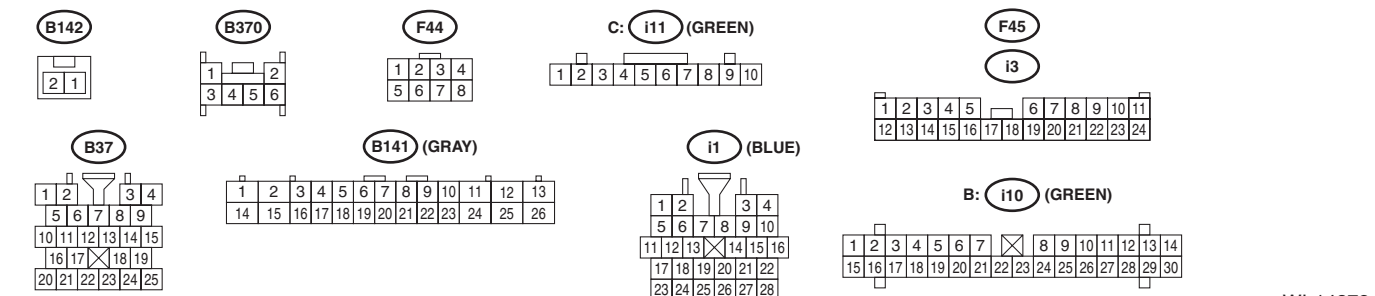 B142
B370
F44
C: i11 (GREEN)
F45
i3
2 1
1 2
3 4 5 6
1 2 3 4
5 6 7 8
1 2 3 4 5 6 7 8 9 10
1 2 3 4 5 6 7 8 9 10 11
12 13 14 15 16 17 18 19 20 21 22 23 24
B37
B141 (GRAY)
i1 (BLUE)
B: i10 (GREEN)
1 2 3 4
5 6 7 8 9
10 11 12 13 14 15
16 17 18 19
20 21 22 23 24 25
1 2 3 4 5 6 7 8 9 10 11 12 13
14 15 16 17 18 19 20 21 22 23 24 25 26
1 2 3 4
5 6 7 8 9 10
11 12 13 14 15 16
17 18 19 20 21 22
23 24 25 26 27 28
1 2 3 4 5 6 7 8 9 10 11 12 13 14
15 16 17 18 19 20 21 22 23 24 25 26 27 28 29 30